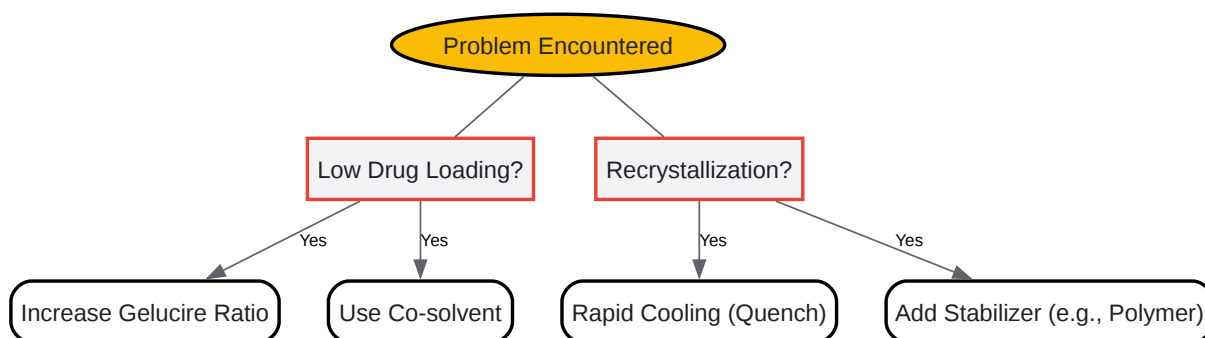 Problem Encountered
Low Drug Loading?
Recrystallization?
Yes
Yes
Yes
Yes
Increase Gelucire Ratio
Use Co-solvent
Rapid Cooling (Quench)
Add Stabilizer (e.g., Polymer)